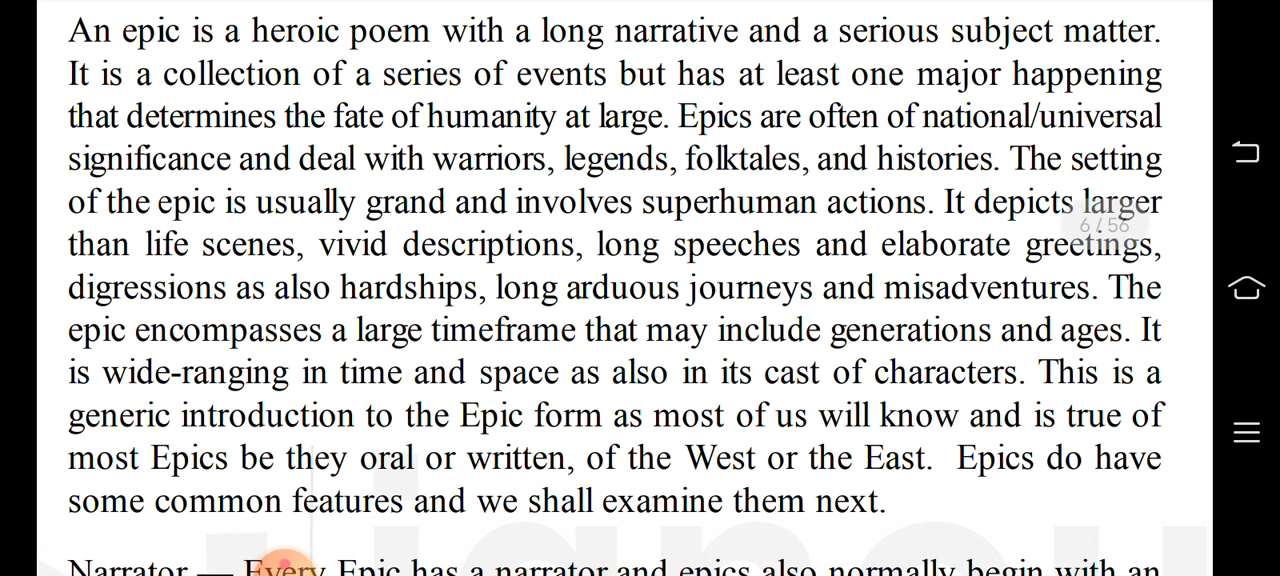 An epic is a heroic poem with a long narrative and a serious subject matter.
It is a collection of a series of events but has at least one major happening
that determines the fate of humanity at large. Epics are often of national/universal
significance and deal with warriors, legends, folktales, and histories. The setting
of the epic is usually grand and involves superhuman actions. It depicts larger
6/56
than life scenes, vivid descriptions, long speeches and elaborate greetings,
digressions as also hardships, long arduous journeys and misadventures. The
epic encompasses a large timeframe that may include generations and ages. It
is wide-ranging in time and space as also in its cast of characters. This is a
generic introduction to the Epic form as most of us will know and is true of
most Epics be they oral or written, of the West or the East. Epics do have
some common features and we shall examine them next.
Narrator — Every Epic has a narrator and epics also normally begin with an